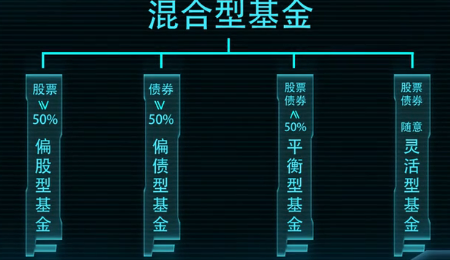 混合型基金
股票
︾
50%
偏股型基金
债券
︾
50%
偏债型基金
股票
债券
︽
50%
平衡型基金
股票
债券
随意
灵活型基金